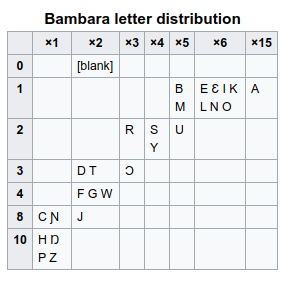 Bambara letter distribution
×1 ×2 ×3 ×4 ×5 ×6 ×15
0 [blank]
1 B E Ɛ I K A
M L N O
2 R S U
Y
3 D T Ɔ
4 F G W
8 C Ɲ J
10 H Ŋ
P Z